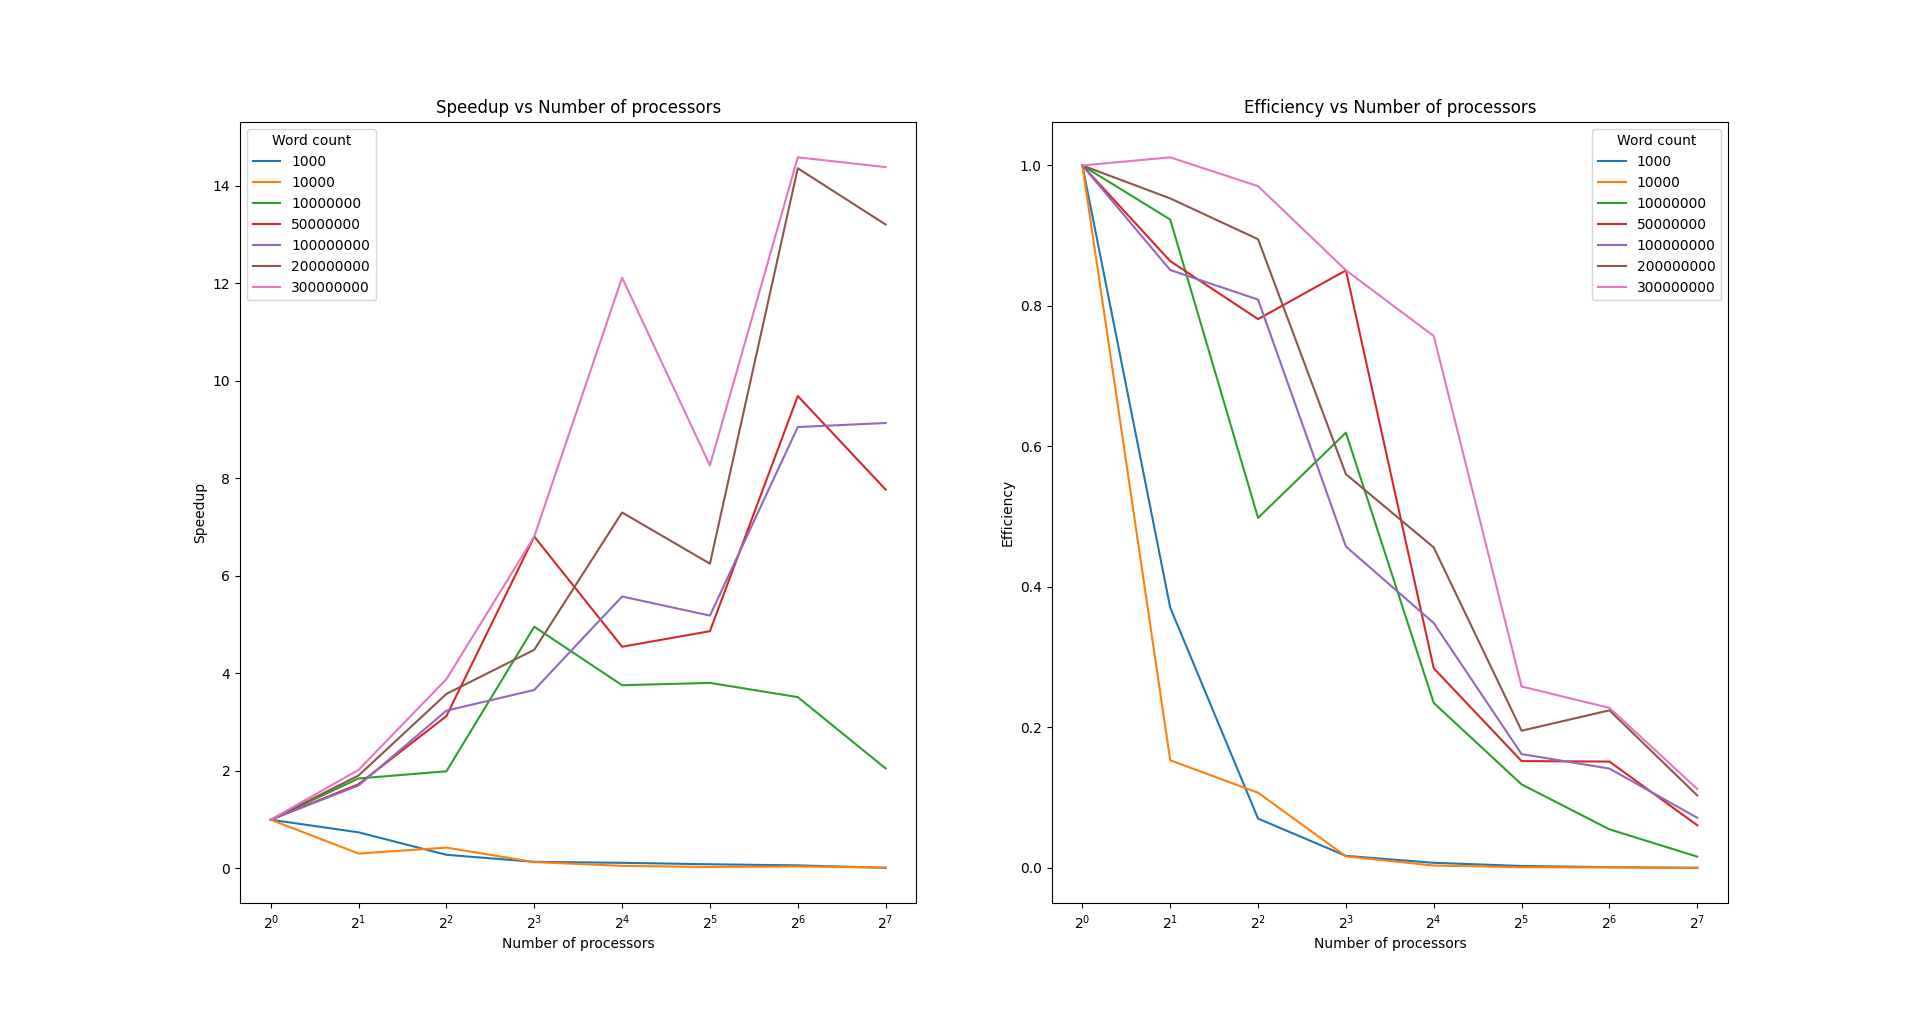 Speedup vs Number of processors
Word count
1000
10000
10000000
50000000
100000000
200000000
300000000
14
12
10
8
6
4
2
0
Speedup
2⁰ 2¹ 2² 2³ 2⁴ 2⁵ 2⁶ 2⁷
Number of processors
Efficiency vs Number of processors
Word count
1000
10000
10000000
50000000
100000000
200000000
300000000
1.0
0.8
0.6
0.4
0.2
0.0
Efficiency
2⁰ 2¹ 2² 2³ 2⁴ 2⁵ 2⁶ 2⁷
Number of processors